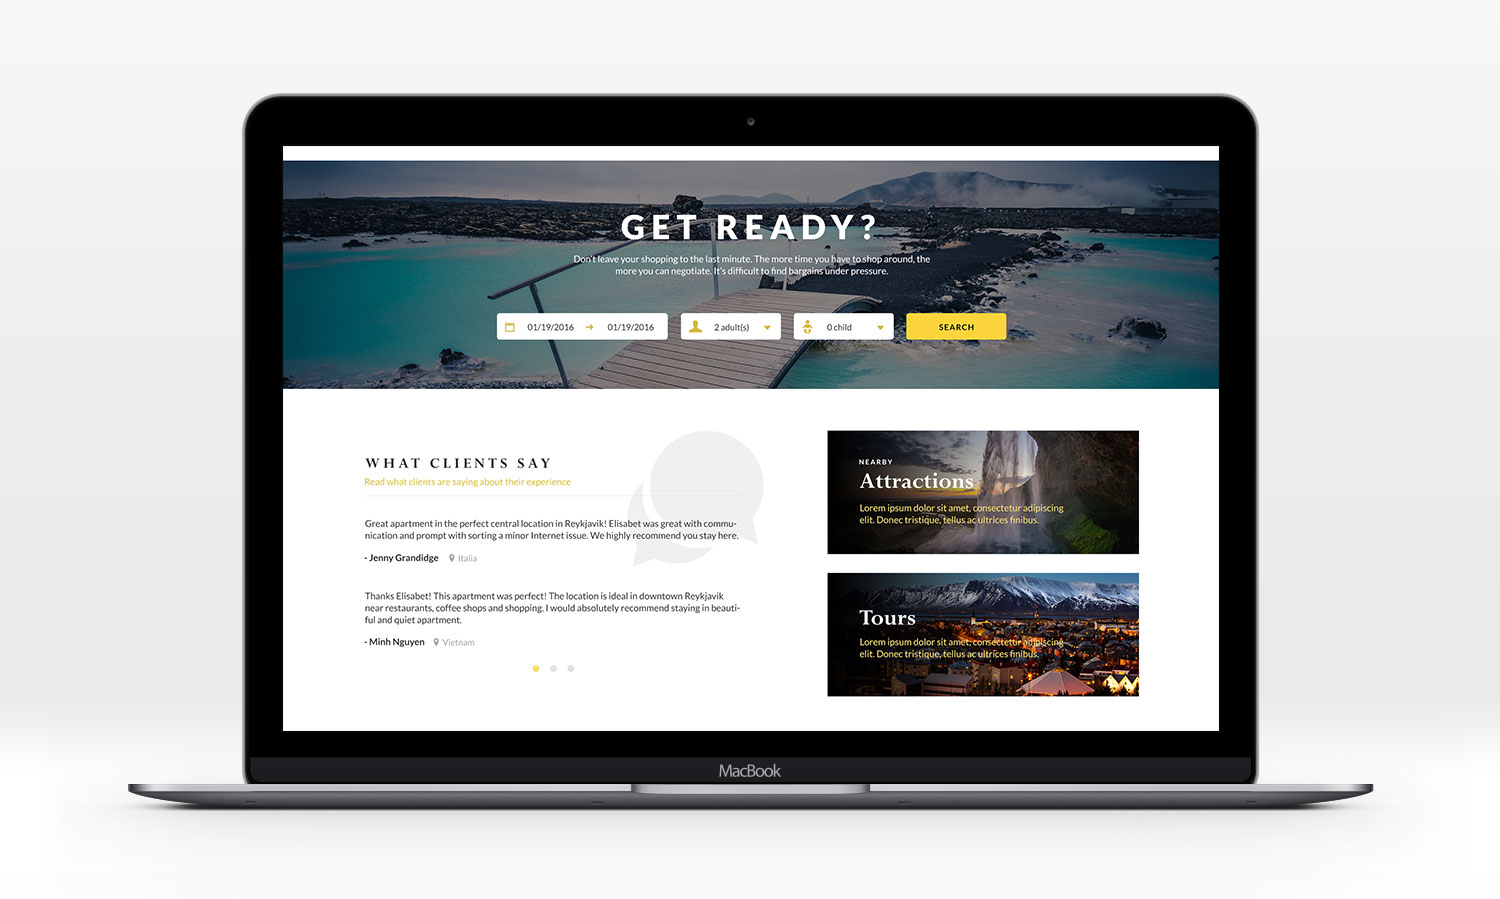 GET READY?
Don't leave your shopping to the last minute. The more time you have to shop around, the
more you can negotiate. It's difficult to find bargains under pressure.
01/19/2016 01/19/2016 2 adult(s) 0 child SEARCH
WHAT CLIENTS SAY
Read what clients are saying about their experience
Great apartment in the perfect central location in Reykjavik! Elisabet was great with commu-
nication and prompt with sorting a minor Internet issue. We highly recommend you stay here.
- Jenny Grandidge Italia
Thanks Elisabet! This apartment was perfect! The location is ideal in downtown Reykjavik
near restaurants, coffee shops and shopping. I would absolutely recommend staying in beauti-
ful and quiet apartment.
- Minh Nguyen Vietnam
NEARBY
Attractions
Lorem ipsum dolor sit amet, consectetur adipiscing
elit. Donec tristique, tellus ac ultrices finibus.
Tours
Lorem ipsum dolor sit amet, consectetur adipiscing
elit. Donec tristique, tellus ac ultrices finibus.
MacBook